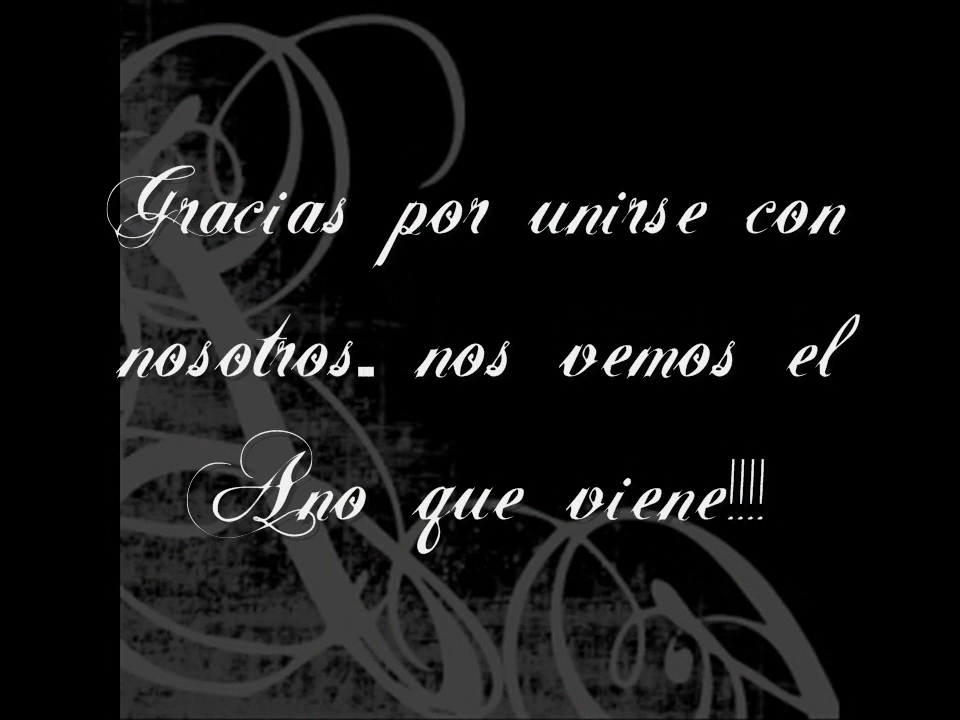 Gracias por unirse con
nosotros. nos vemos el
Ano que viene!!!!